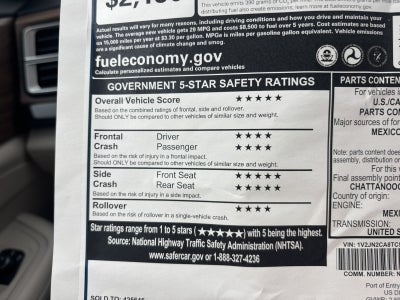 Actual results will vary for many reasons, including driving conditions and how you drive and maintain your
vehicle. The average new vehicle gets 28 MPG and costs $8,500 to fuel over 5 years. Cost estimates are based
on 15,000 miles per year at $3.30 per gallon. MPGe is miles per gasoline gallon equivalent. Vehicle emissions
are a significant cause of climate change and smog.
fueleconomy.gov
Calculate personalized estimates and compare vehicles
GOVERNMENT 5-STAR SAFETY RATINGS
Overall Vehicle Score ★★★★★
Based on the combined ratings of frontal, side and rollover.
Should ONLY be compared to other vehicles of similar size and weight.
Frontal Driver ★★★★
Crash Passenger ★★★★
Based on the risk of injury in a frontal impact.
Should ONLY be compared to other vehicles of similar size and weight.
Side Front Seat ★★★★★
Crash Rear Seat ★★★★★
Based on the risk of injury in a side impact.
Rollover ★★★★
Based on the risk of rollover in a single-vehicle crash.
Star ratings range from 1 to 5 stars (★★★★★) with 5 being the highest.
Source: National Highway Traffic Safety Administration (NHTSA).
www.safercar.gov or 1-888-327-4236
PARTS CONTEN
For vehicles i
U.S./CA
PARTS CO
Major sources of for
MEXICO
Note: parts content does
assembly, distribution or
For this
Final assembly point
CHATTANOOG
Country of origin:
ENGINE:
MEXI
TRANSMISSION:
UNITED S
VIN:
COMM. NUMBER:
Port of Entry
SOLD TO: